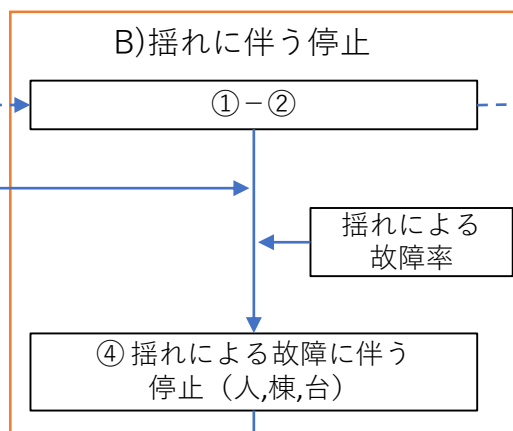 B)揺れに伴う停止
①－②
揺れによる
故障率
④ 揺れによる故障に伴う
停止（人,棟,台）